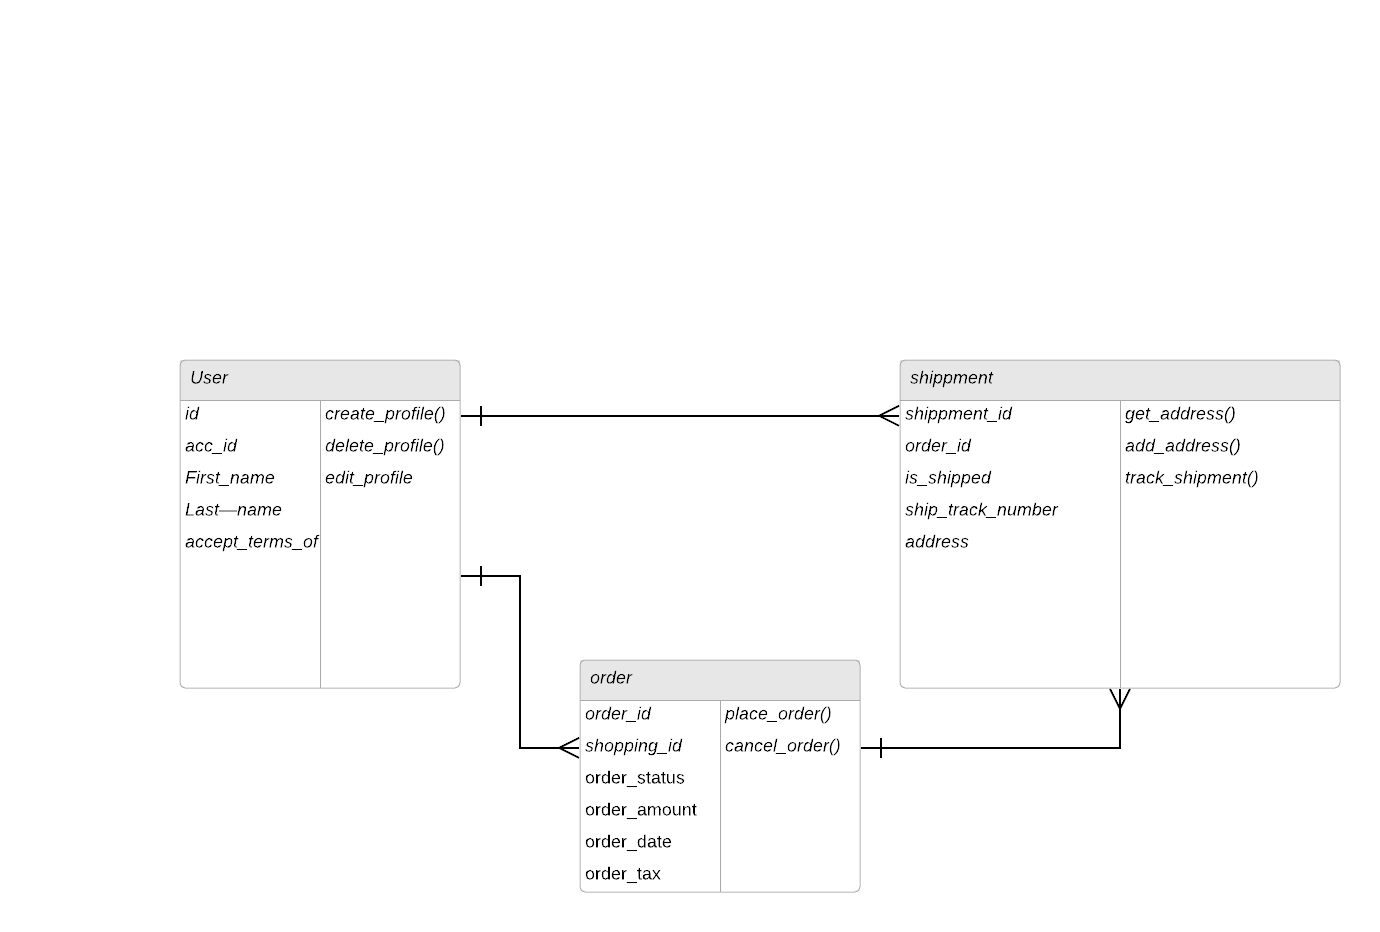 User
id
acc_id
First_name
Last—name
accept_terms_of
create_profile()
delete_profile()
edit_profile
shippment
shippment_id
order_id
is_shipped
ship_track_number
address
get_address()
add_address()
track_shipment()
order
order_id
shopping_id
order_status
order_amount
order_date
order_tax
place_order()
cancel_order()